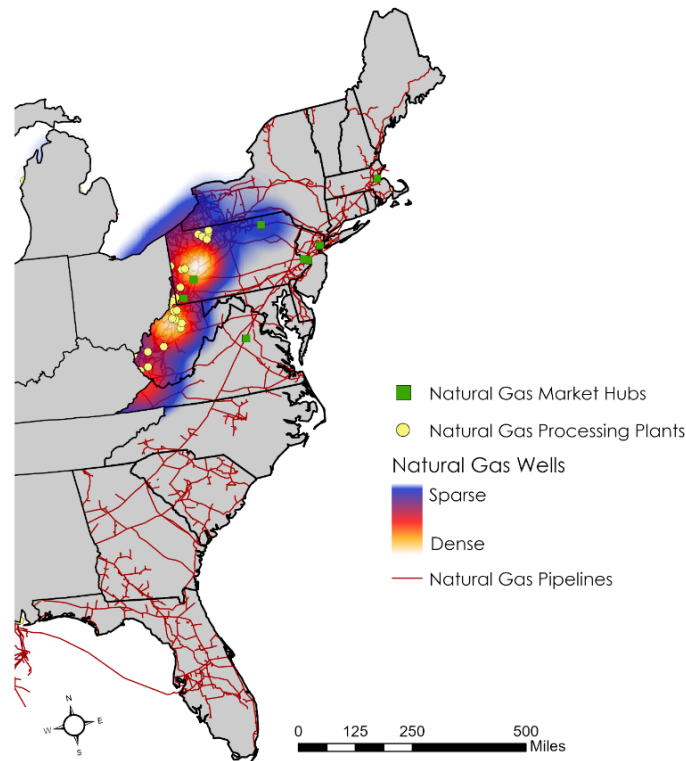 Natural Gas Market Hubs
Natural Gas Processing Plants
Natural Gas Wells
Sparse
Dense
Natural Gas Pipelines
N
W E
S
0 125 250 500
Miles